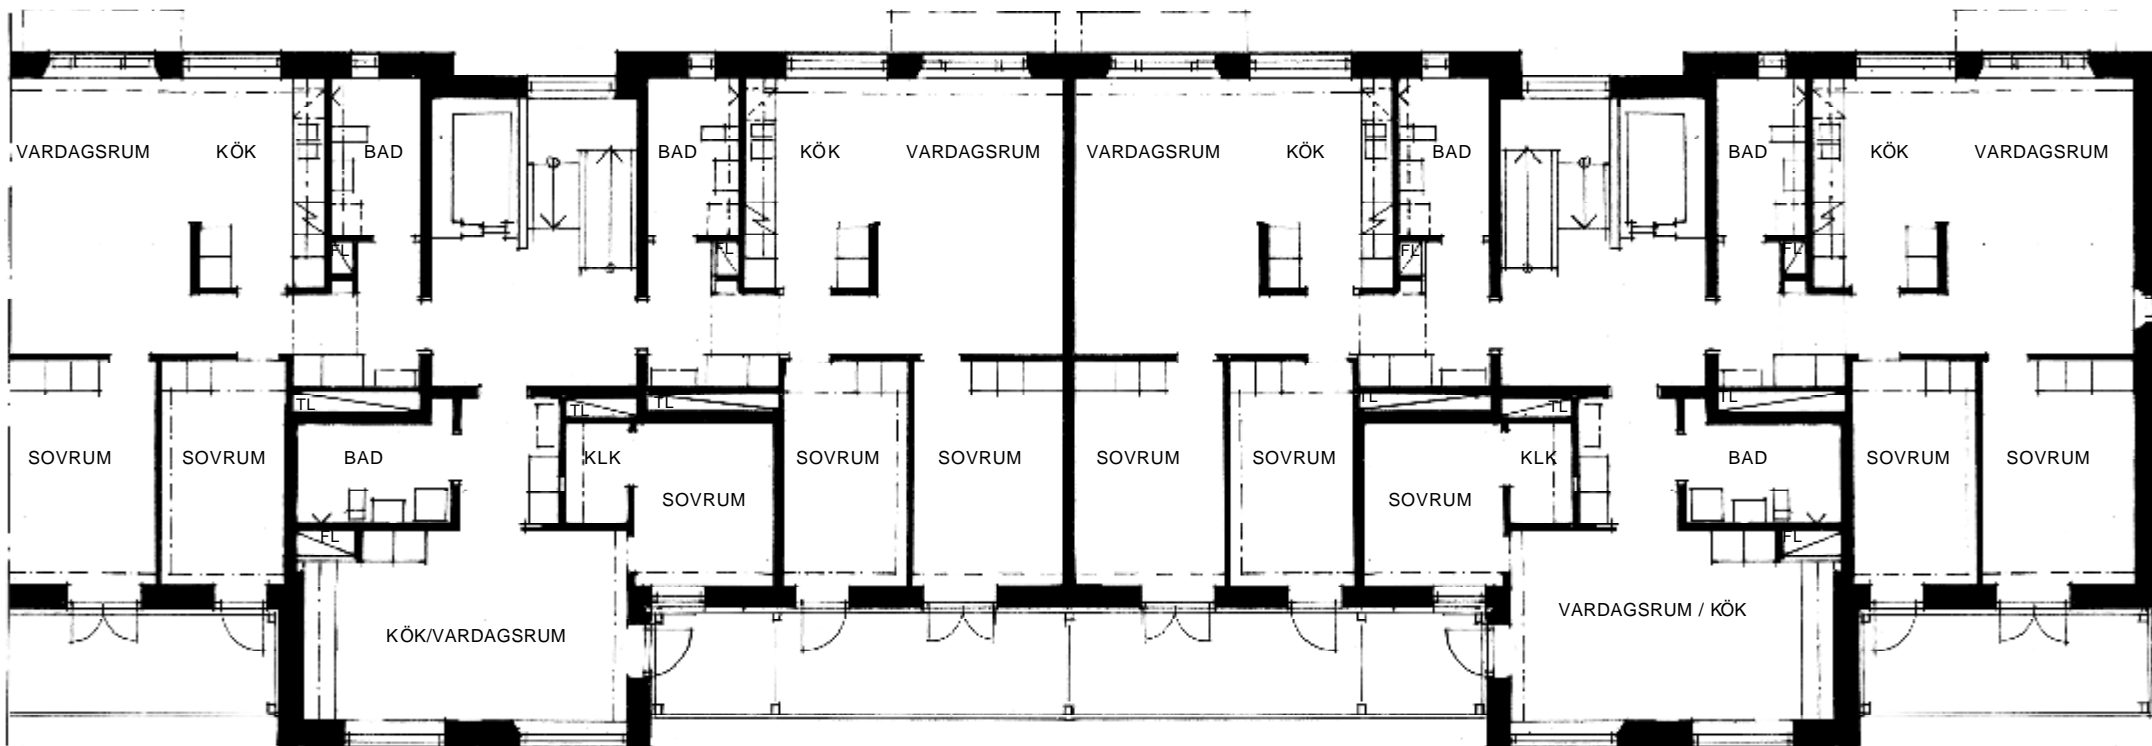 VARDAGSRUM KÖK BAD BAD KÖK VARDAGSRUM VARDAGSRUM KÖK BAD BAD KÖK VARDAGSRUM
FL FL FL FL
TL TL TL TL TL TL
SOVRUM SOVRUM BAD KLK SOVRUM SOVRUM SOVRUM SOVRUM KLK BAD SOVRUM SOVRUM
SOVRUM SOVRUM
FL FL
KÖK/VARDAGSRUM VARDAGSRUM / KÖK